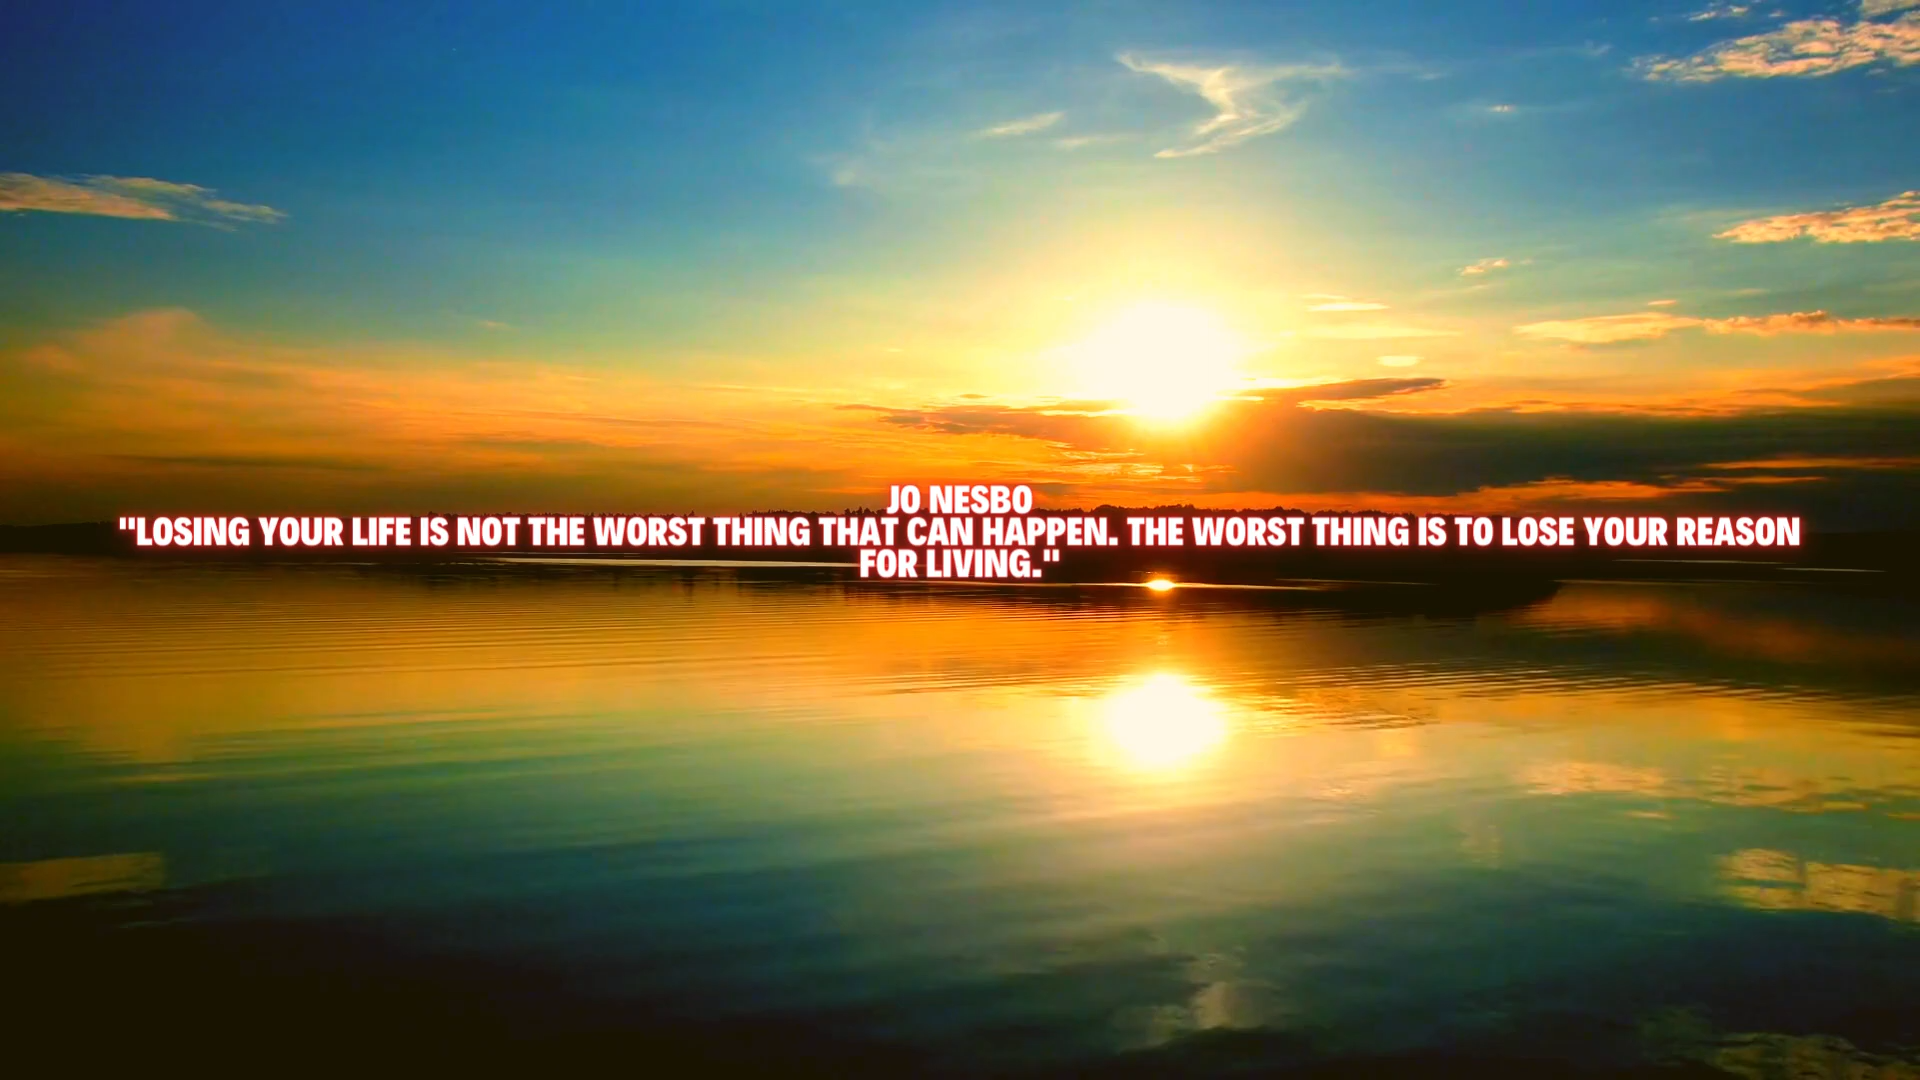 JO NESBO
"LOSING YOUR LIFE IS NOT THE WORST THING THAT CAN HAPPEN. THE WORST THING IS TO LOSE YOUR REASON
FOR LIVING."